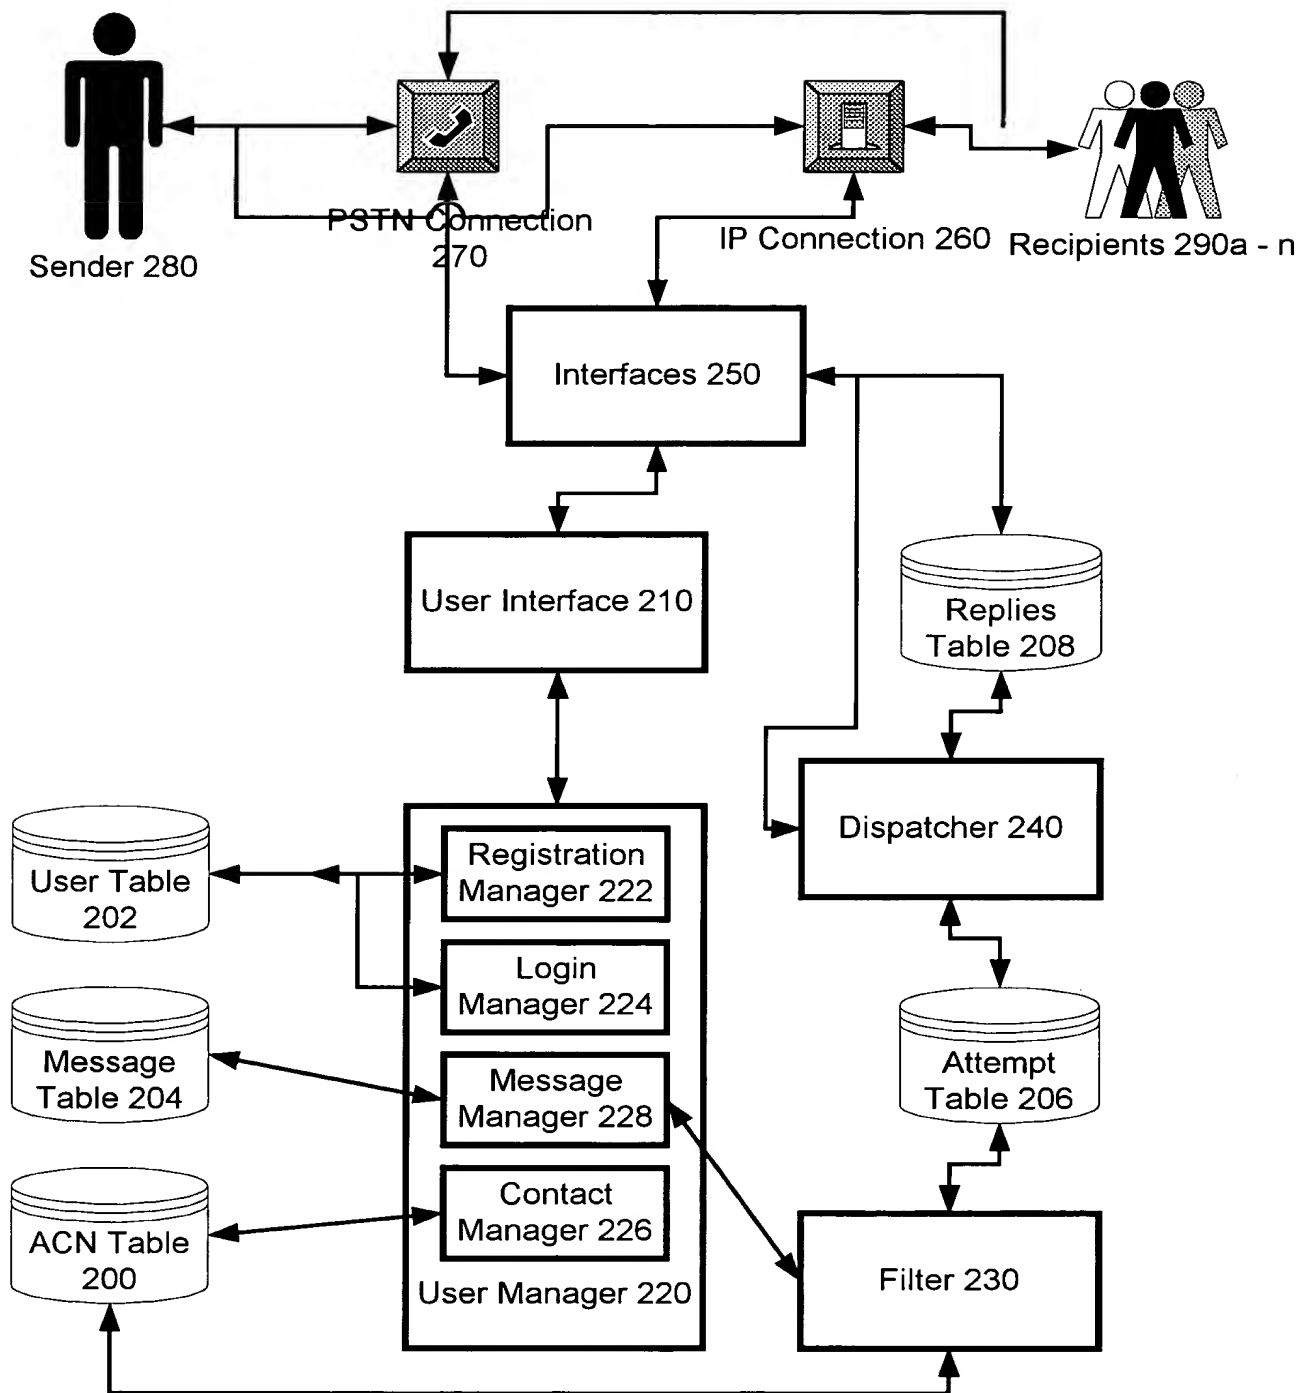 PSTN Connection
270
IP Connection 260
Recipients 290a - n
Sender 280
Interfaces 250
User Interface 210
Replies
Table 208
Registration
Manager 222
Dispatcher 240
User Table
202
Login
Manager 224
Message
Table 204
Message
Manager 228
Attempt
Table 206
Contact
Manager 226
ACN Table
200
User Manager 220
Filter 230